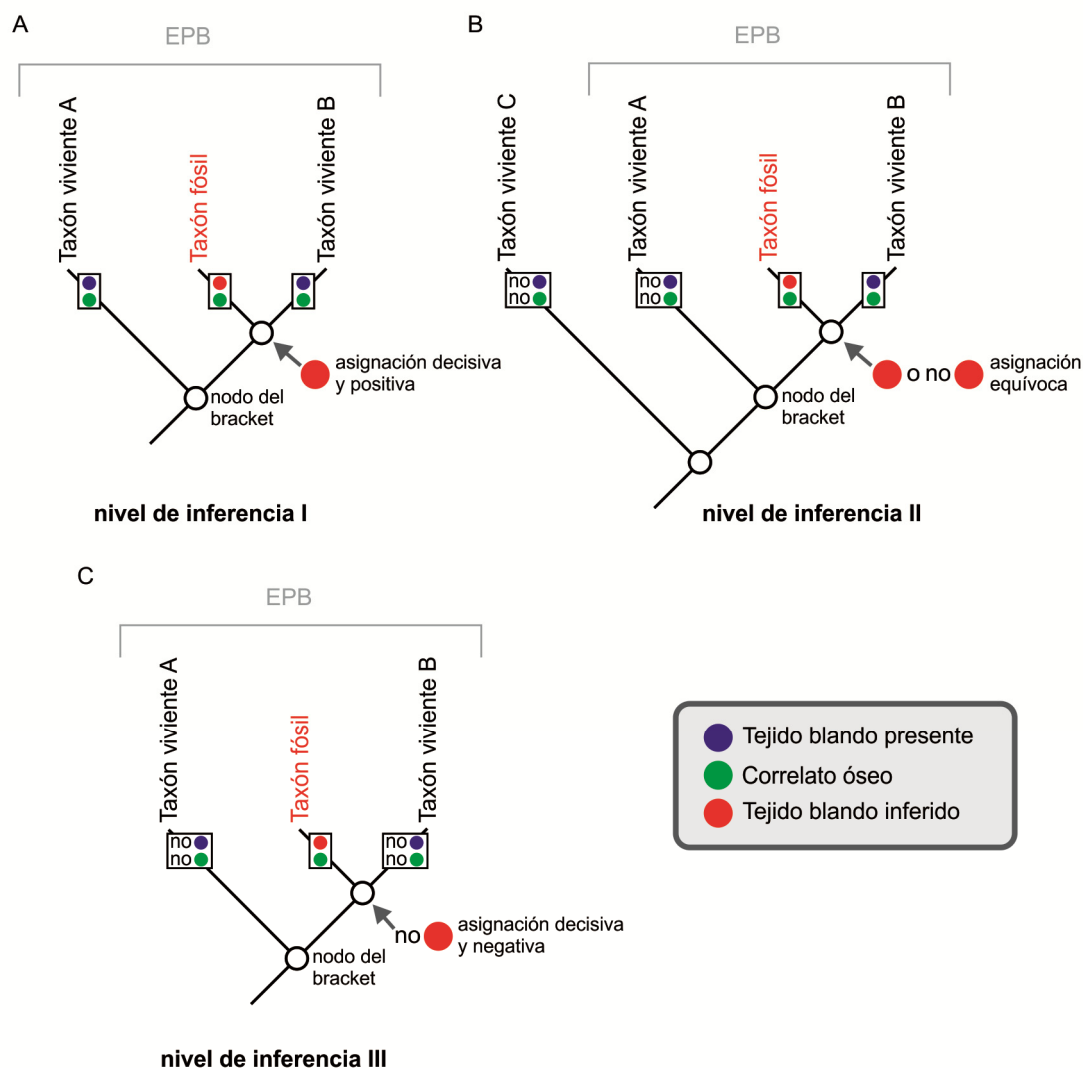 A
EPB
Taxón viviente A
Taxón fósil
Taxón viviente B
asignación decisiva
y positiva
nodo del
bracket
nivel de inferencia I
B
EPB
Taxón viviente C
Taxón viviente A
Taxón fósil
Taxón viviente B
no
no
no
no
o no
asignación
equívoca
nodo del
bracket
nivel de inferencia II
C
EPB
Taxón viviente A
Taxón fósil
Taxón viviente B
no
no
no
no
no
asignación decisiva
y negativa
nodo del
bracket
nivel de inferencia III
Tejido blando presente
Correlato óseo
Tejido blando inferido